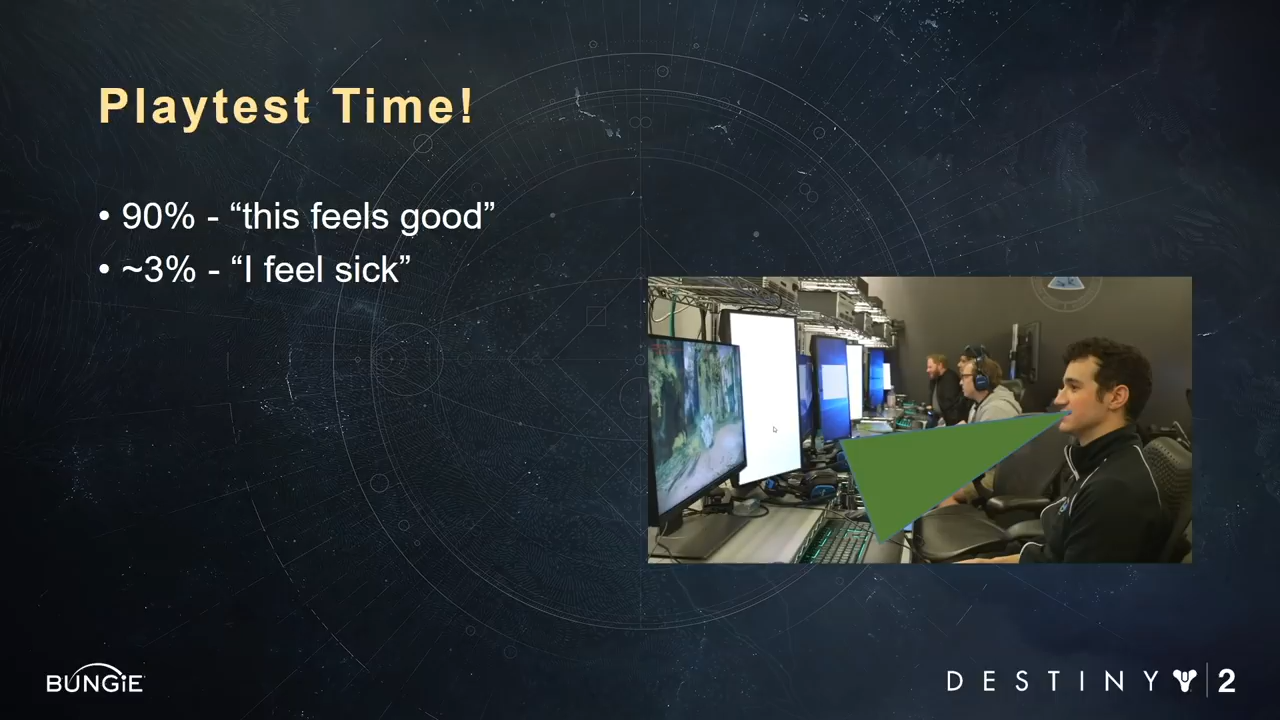 Playtest Time!
• 90% - “this feels good”
• ~3% - “I feel sick”
BUNGiE
DESTINY 2